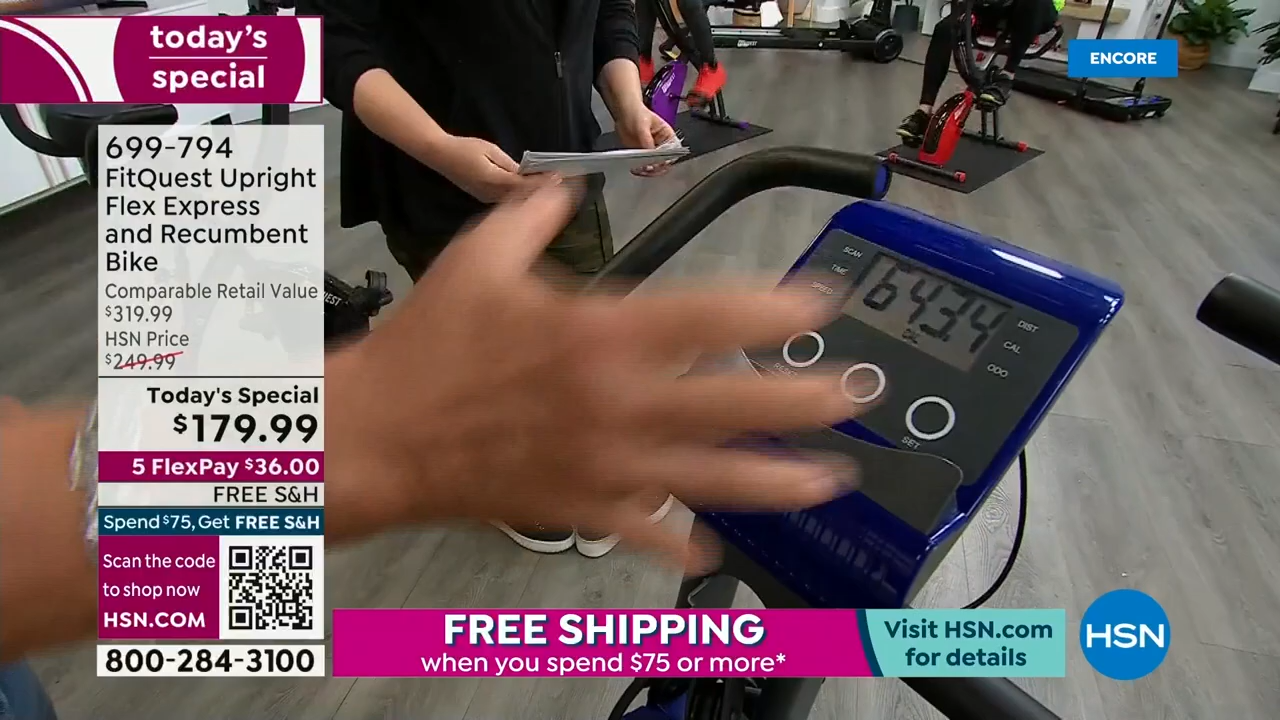 today's
special
ENCORE
699-794
FitQuest Upright
Flex Express
and Recumbent
Bike
Comparable Retail Value
$319.99
HSN Price
$249.99
Today's Special
$179.99
5 FlexPay $36.00
FREE S&H
Spend $75, Get FREE S&H
Scan the code
to shop now
HSN.COM
800-284-3100
SCAN
TIME
SPEED
643.4
DIST
CAL
ODO
SET
FREE SHIPPING
when you spend $75 or more*
Visit HSN.com
for details
HSN